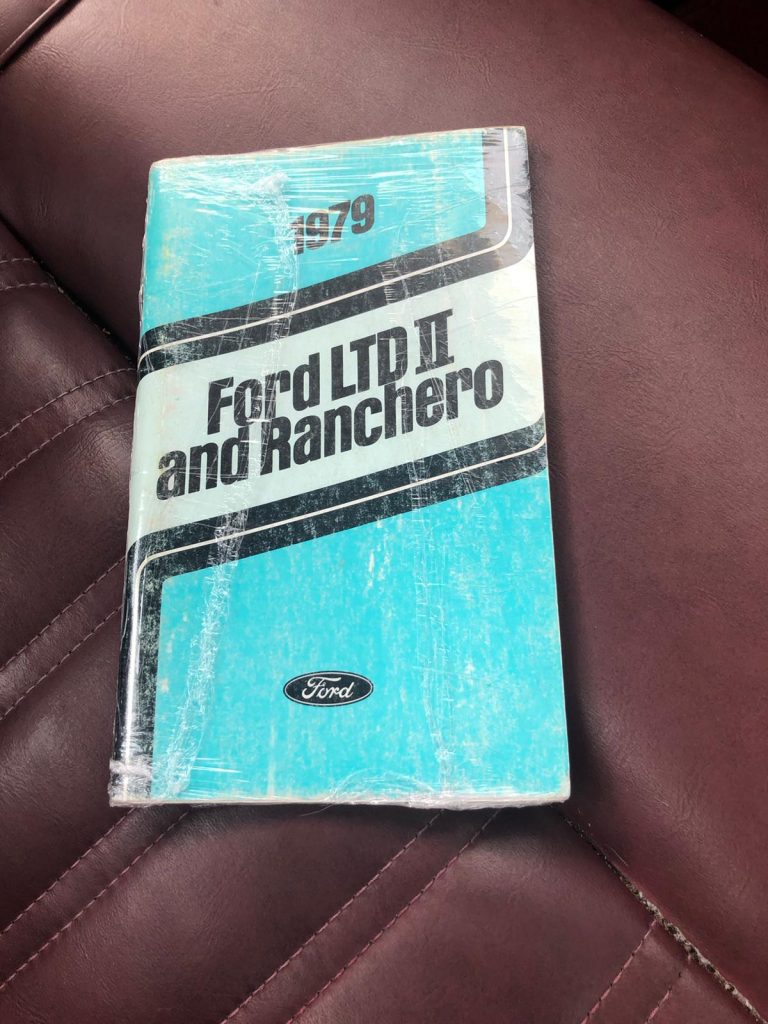 1979
Ford LTD II
and Ranchero
Ford